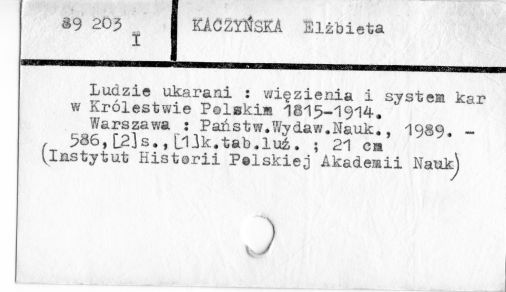 89 203 KACZYŃSKA Elżbieta
I
Ludzie ukarani : więzienia i system kar
w Królestwie Polskim 1815-1914.
Warszawa : Państw.Wydaw.Nauk., 1989. -
586,[2]s.,[1]k.tab.luź. ; 21 cm
(Instytut Historii Polskiej Akademii Nauk)